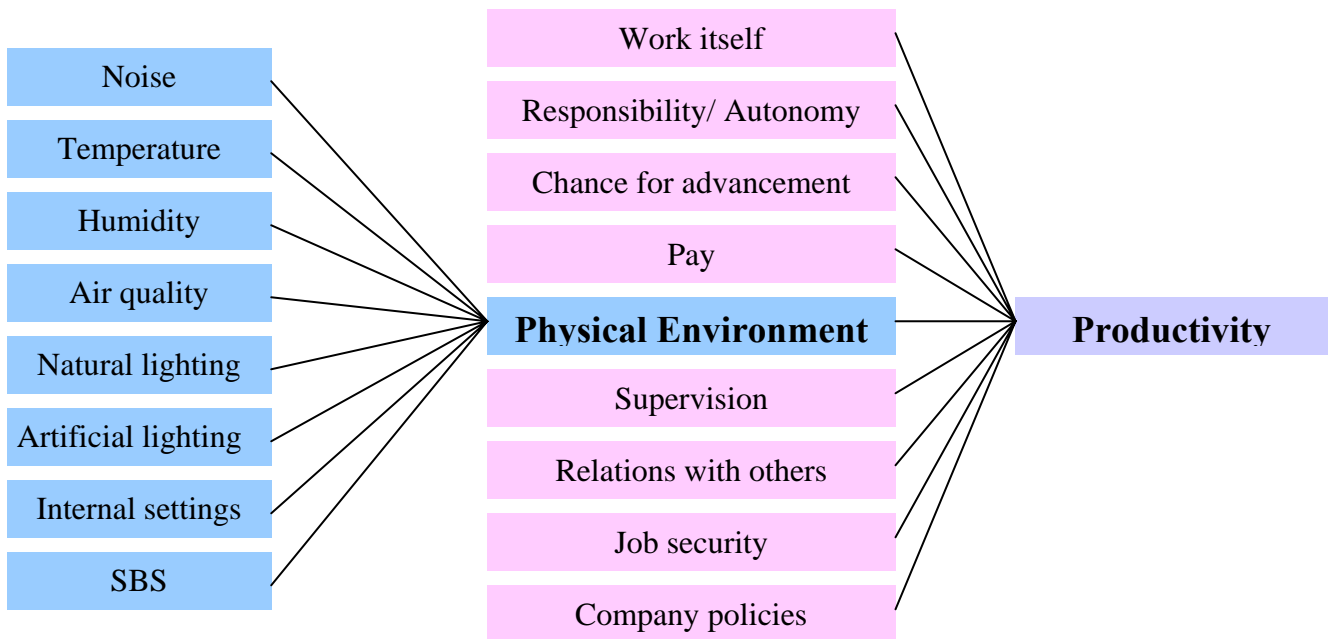 Noise
Temperature
Humidity
Air quality
Natural lighting
Artificial lighting
Internal settings
SBS
Work itself
Responsibility/ Autonomy
Chance for advancement
Pay
Physical Environment
Supervision
Relations with others
Job security
Company policies
Productivity